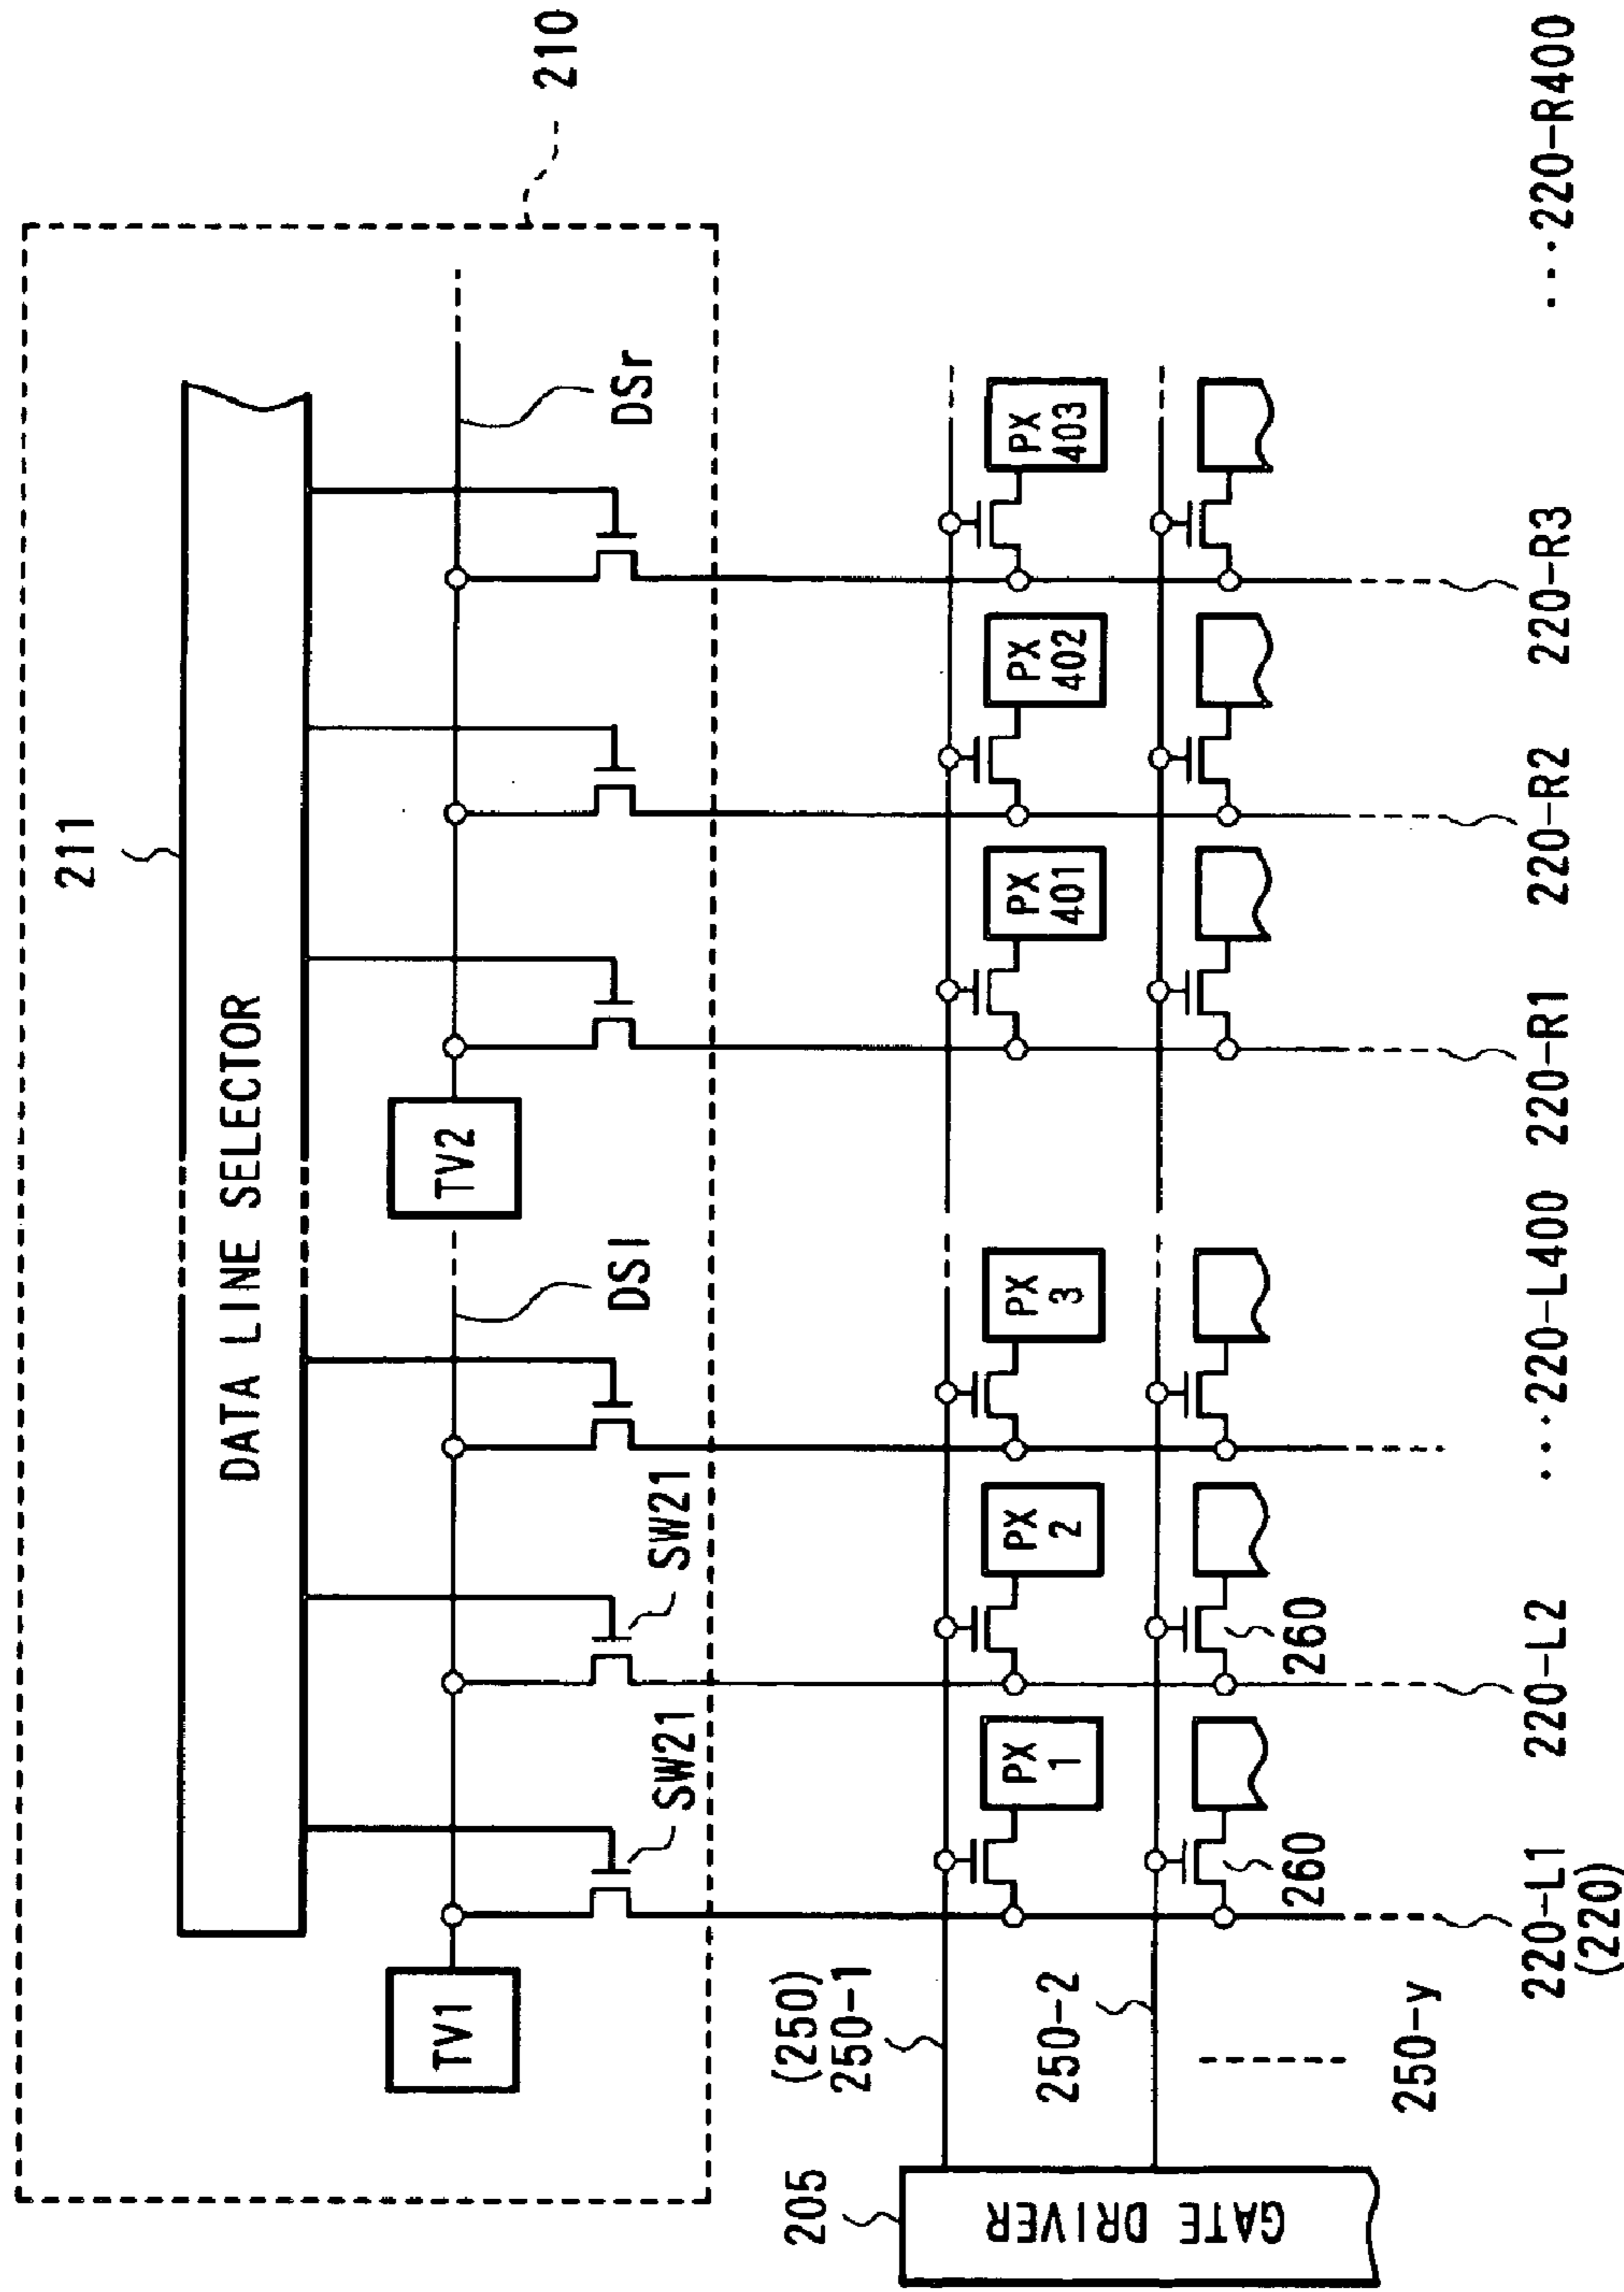 210
211
DATA LINE SELECTOR
TV1
DSl
TV2
DSr
SW21
SW21
(250)
250-1
205
GATE DRIVER
PX
1
PX
2
PX
3
PX
401
PX
402
PX
403
250-2
260
260
250-y
220-L1
(220)
220-L2
...220-L400
220-R1
220-R2
220-R3
...220-R400